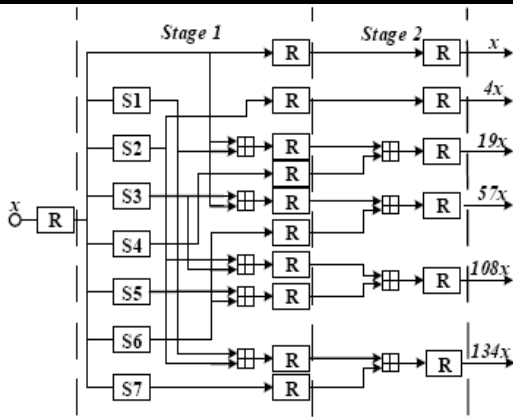 Stage 1 Stage 2
R R x
S1 R R 4x
S2 R R 19x
R
S3 R R 57x
x R
S4 R
S5 R R 108x
R
S6
R R 134x
S7 R